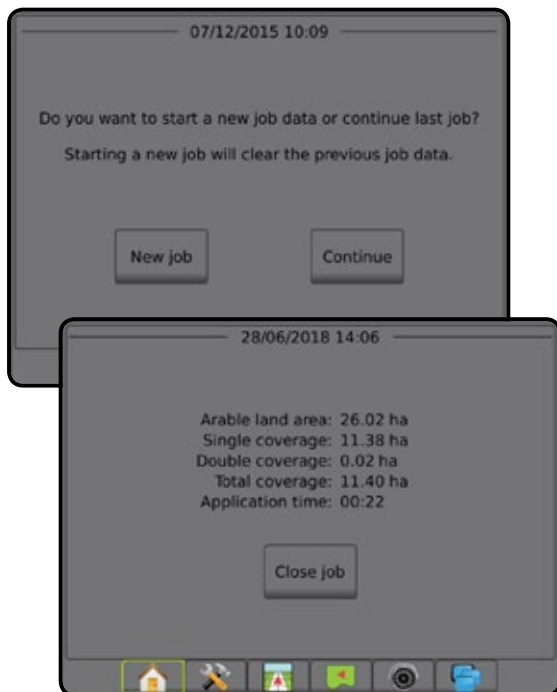 07/12/2015 10:09
Do you want to start a new job data or continue last job?
Starting a new job will clear the previous job data.
New job
Continue
28/06/2018 14:06
Arable land area: 26.02 ha
Single coverage: 11.38 ha
Double coverage: 0.02 ha
Total coverage: 11.40 ha
Application time: 00:22
Close job